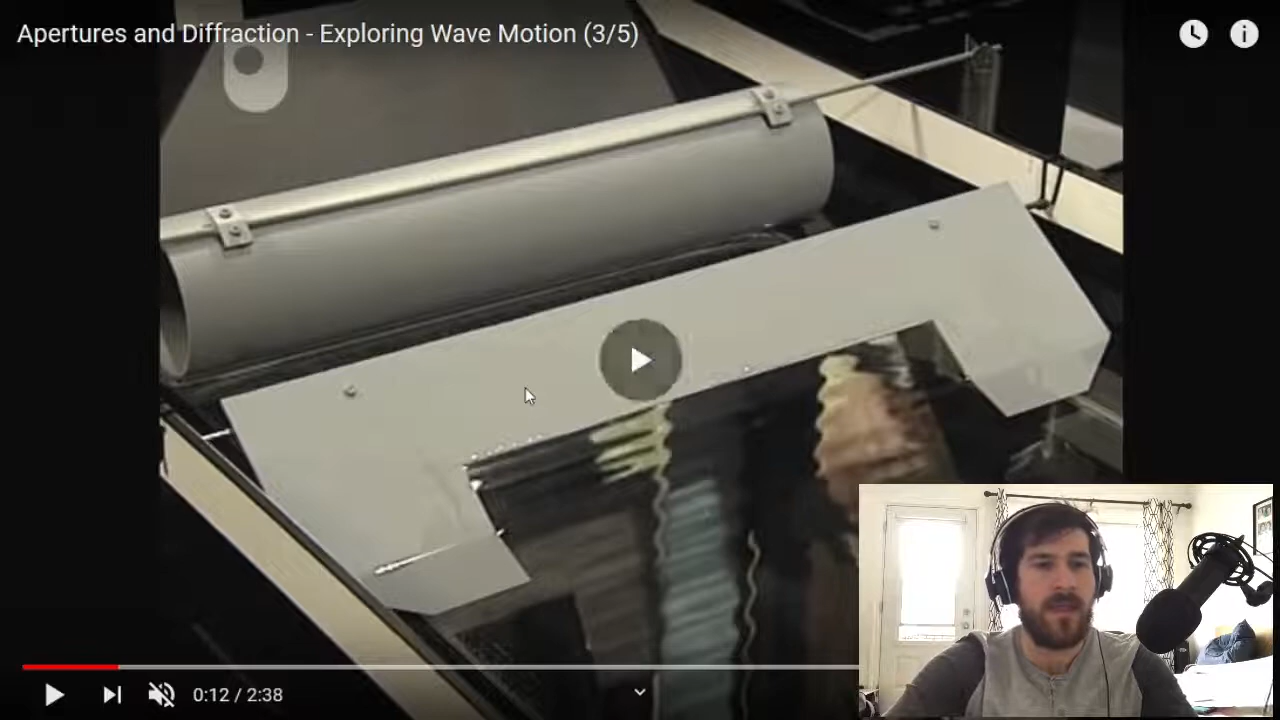 Apertures and Diffraction - Exploring Wave Motion (3/5)
0:12 / 2:38